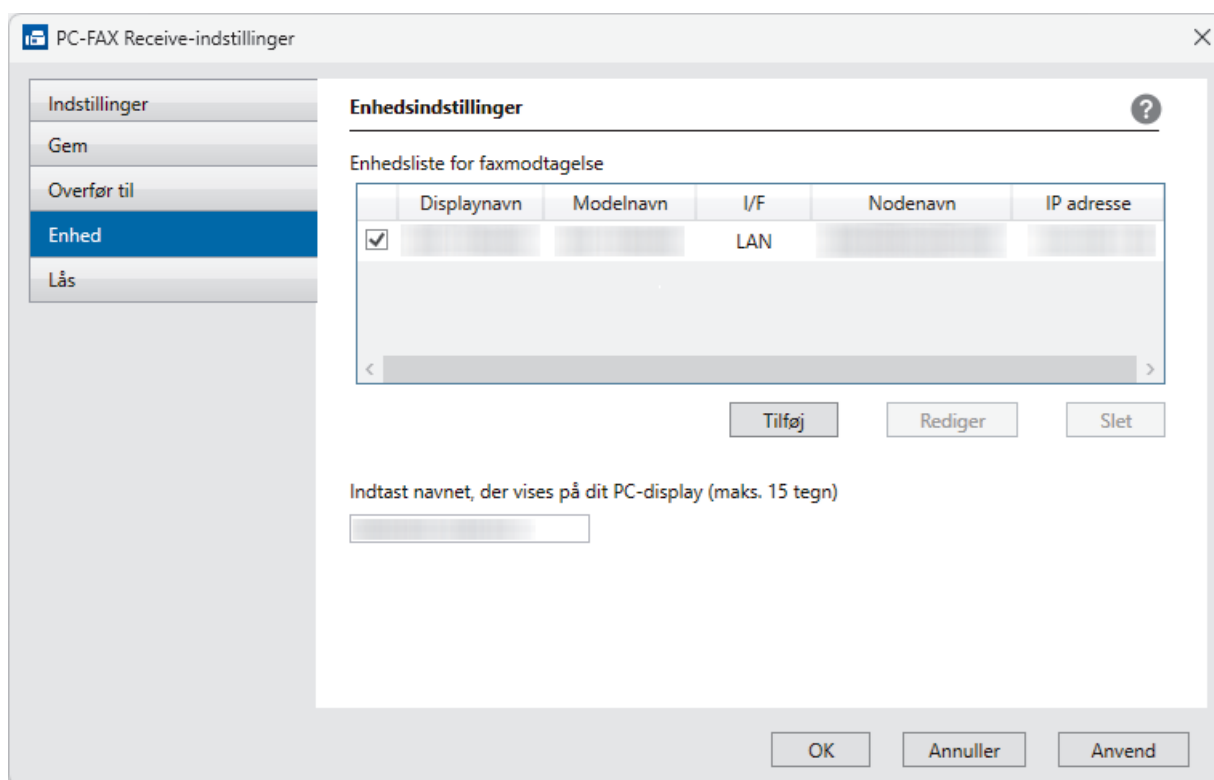 PC-FAX Receive-indstillinger
Indstillinger
Gem
Overfør til
Enhed
Lås
Enhedsindstillinger
?
Enhedsliste for faxmodtagelse
Displaynavn Modelnavn I/F Nodenavn IP adresse
LAN
Tilføj Rediger Slet
Indtast navnet, der vises på dit PC-display (maks. 15 tegn)
OK Annuller Anvend